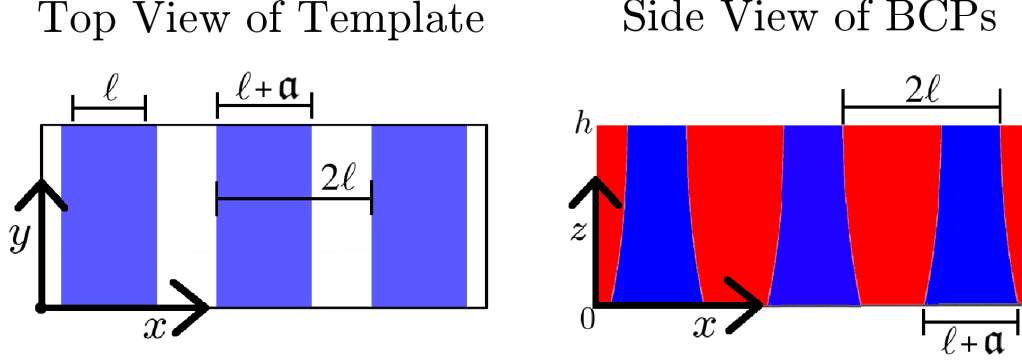 Top View of Template
ℓ
ℓ+𝖆
2ℓ
y
x
Side View of BCPs
2ℓ
h
z
0
x
ℓ+𝖆